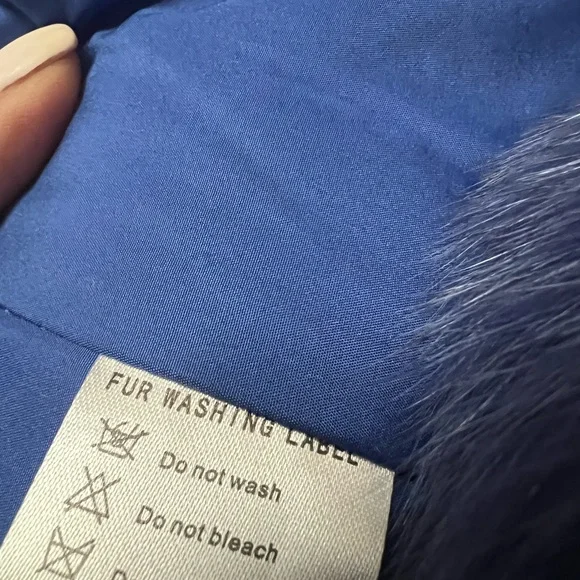 FUR WASHING LABEL
Do not wash
Do not bleach